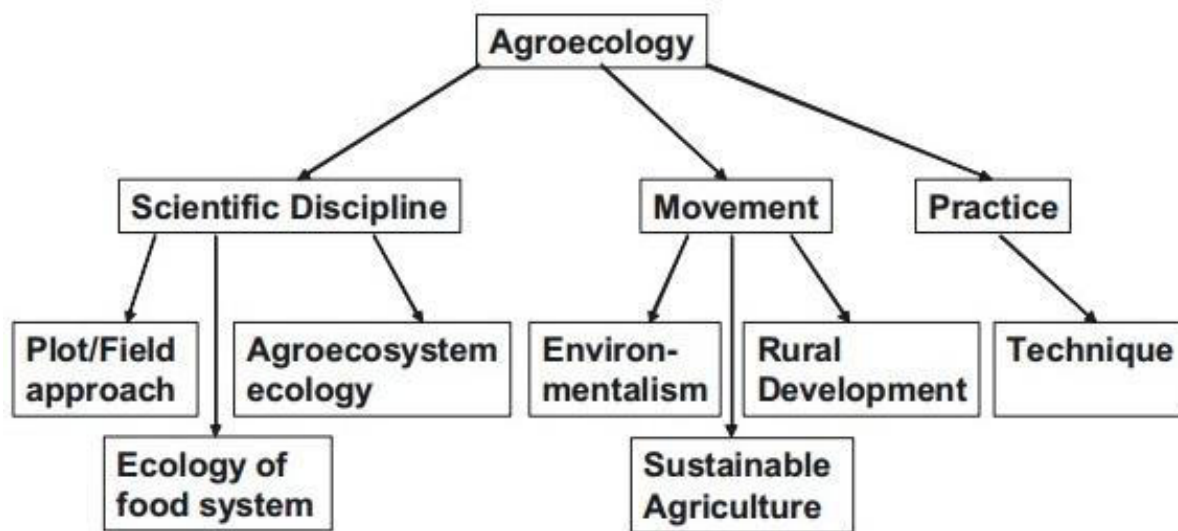 Agroecology
Scientific Discipline
Movement
Practice
Plot/Field
approach
Agroecosystem
ecology
Environ-
mentalism
Rural
Development
Technique
Ecology of
food system
Sustainable
Agriculture